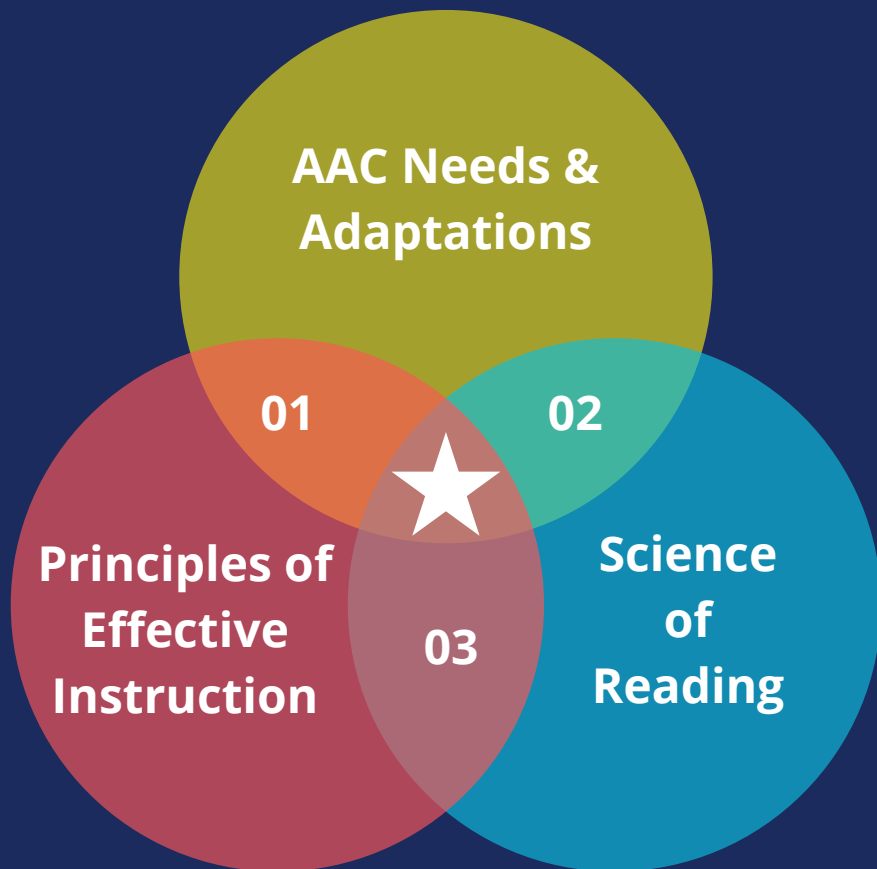 AAC Needs &
Adaptations
01
02
Principles of
Effective
Instruction
Science
of
Reading
03